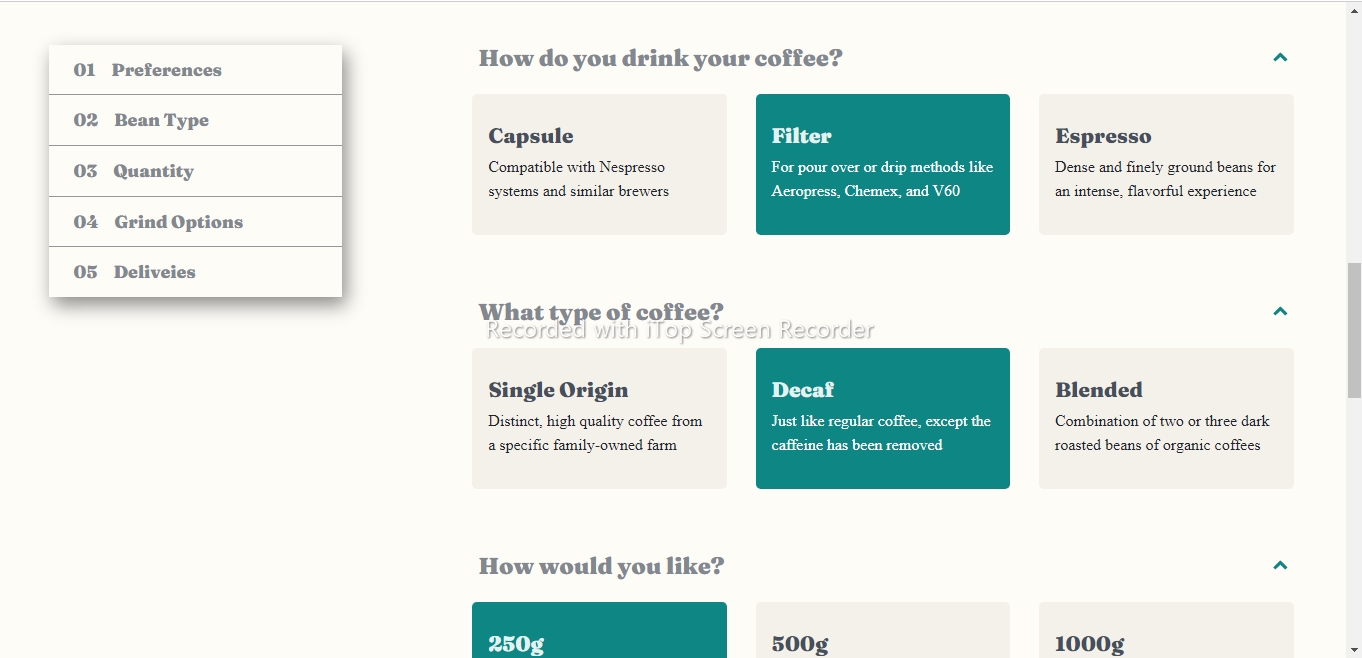 01 Preferences
02 Bean Type
03 Quantity
04 Grind Options
05 Deliveies
How do you drink your coffee?
Capsule
Compatible with Nespresso
systems and similar brewers
Filter
For pour over or drip methods like
Aeropress, Chemex, and V60
Espresso
Dense and finely ground beans for
an intense, flavorful experience
What type of coffee?
Recorded with iTop Screen Recorder
Single Origin
Distinct, high quality coffee from
a specific family-owned farm
Decaf
Just like regular coffee, except the
caffeine has been removed
Blended
Combination of two or three dark
roasted beans of organic coffees
How would you like?
250g
500g
1000g